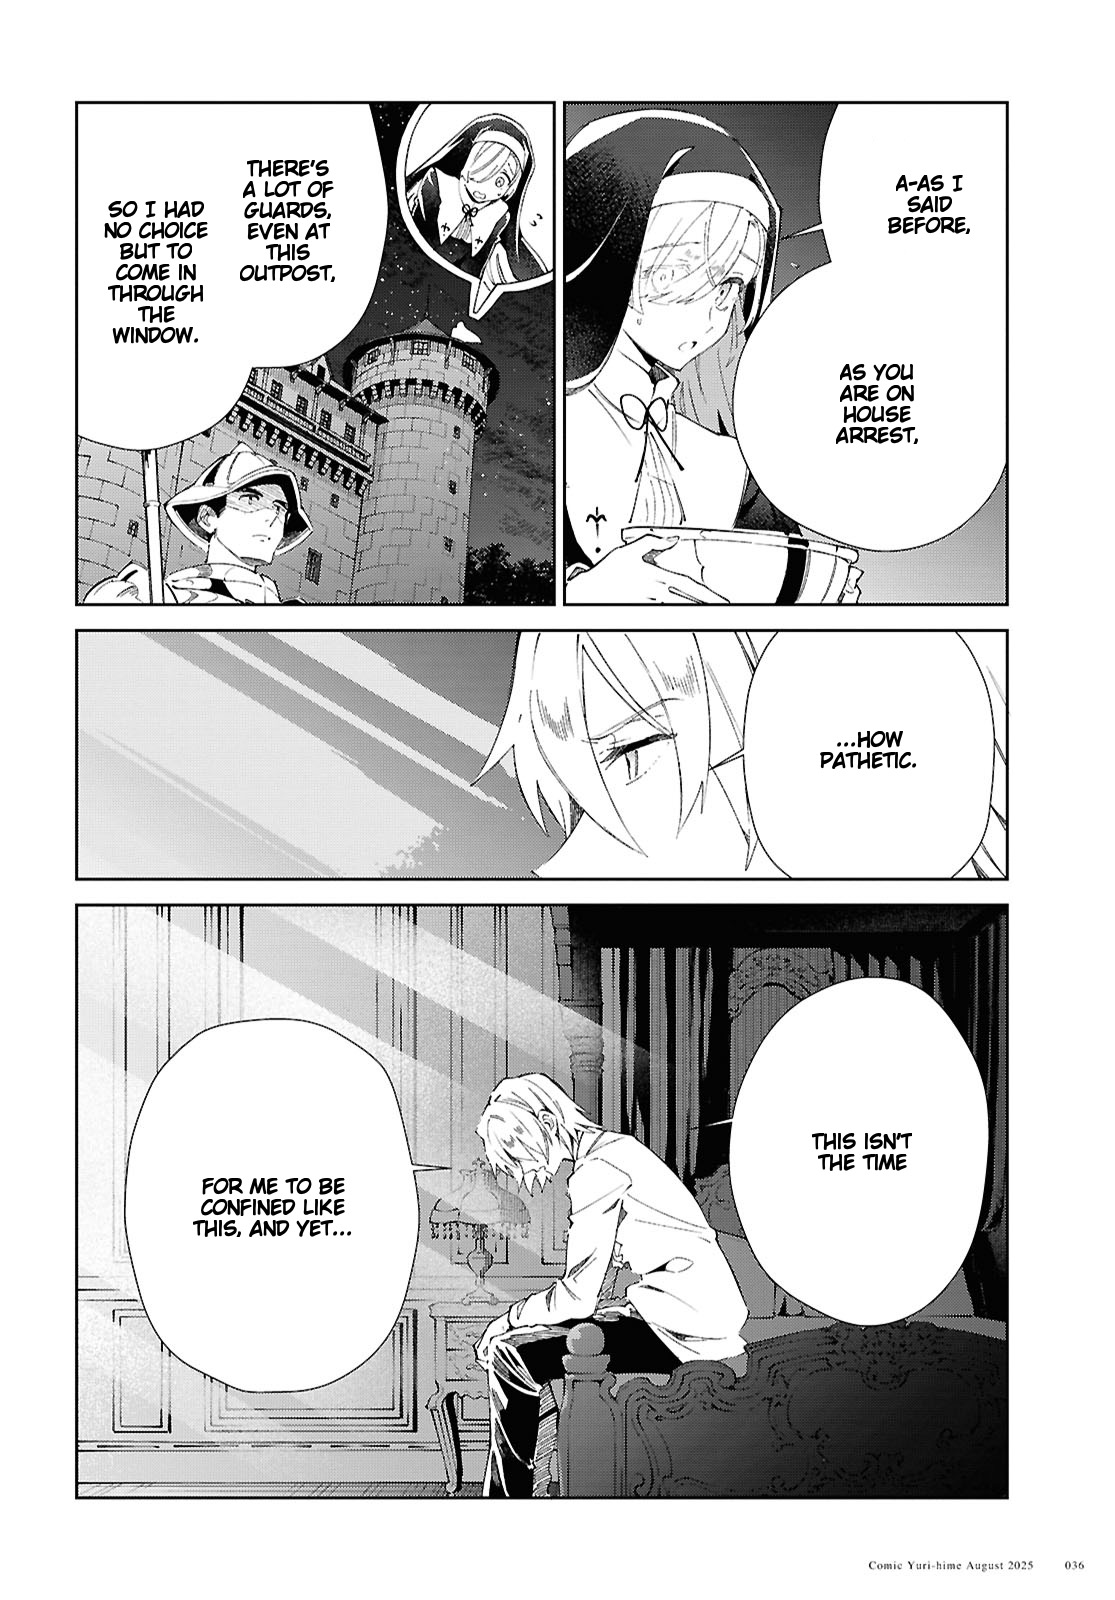 A-AS I
SAID
BEFORE,
AS YOU
ARE ON
HOUSE
ARREST,
THERE'S
A LOT OF
GUARDS,
EVEN AT
THIS
OUTPOST,
SO I HAD
NO CHOICE
BUT TO
COME IN
THROUGH
THE
WINDOW.
...HOW
PATHETIC.
THIS ISN'T
THE TIME
FOR ME TO BE
CONFINED LIKE
THIS, AND YET...
Comic Yuri-hime August 2025 036